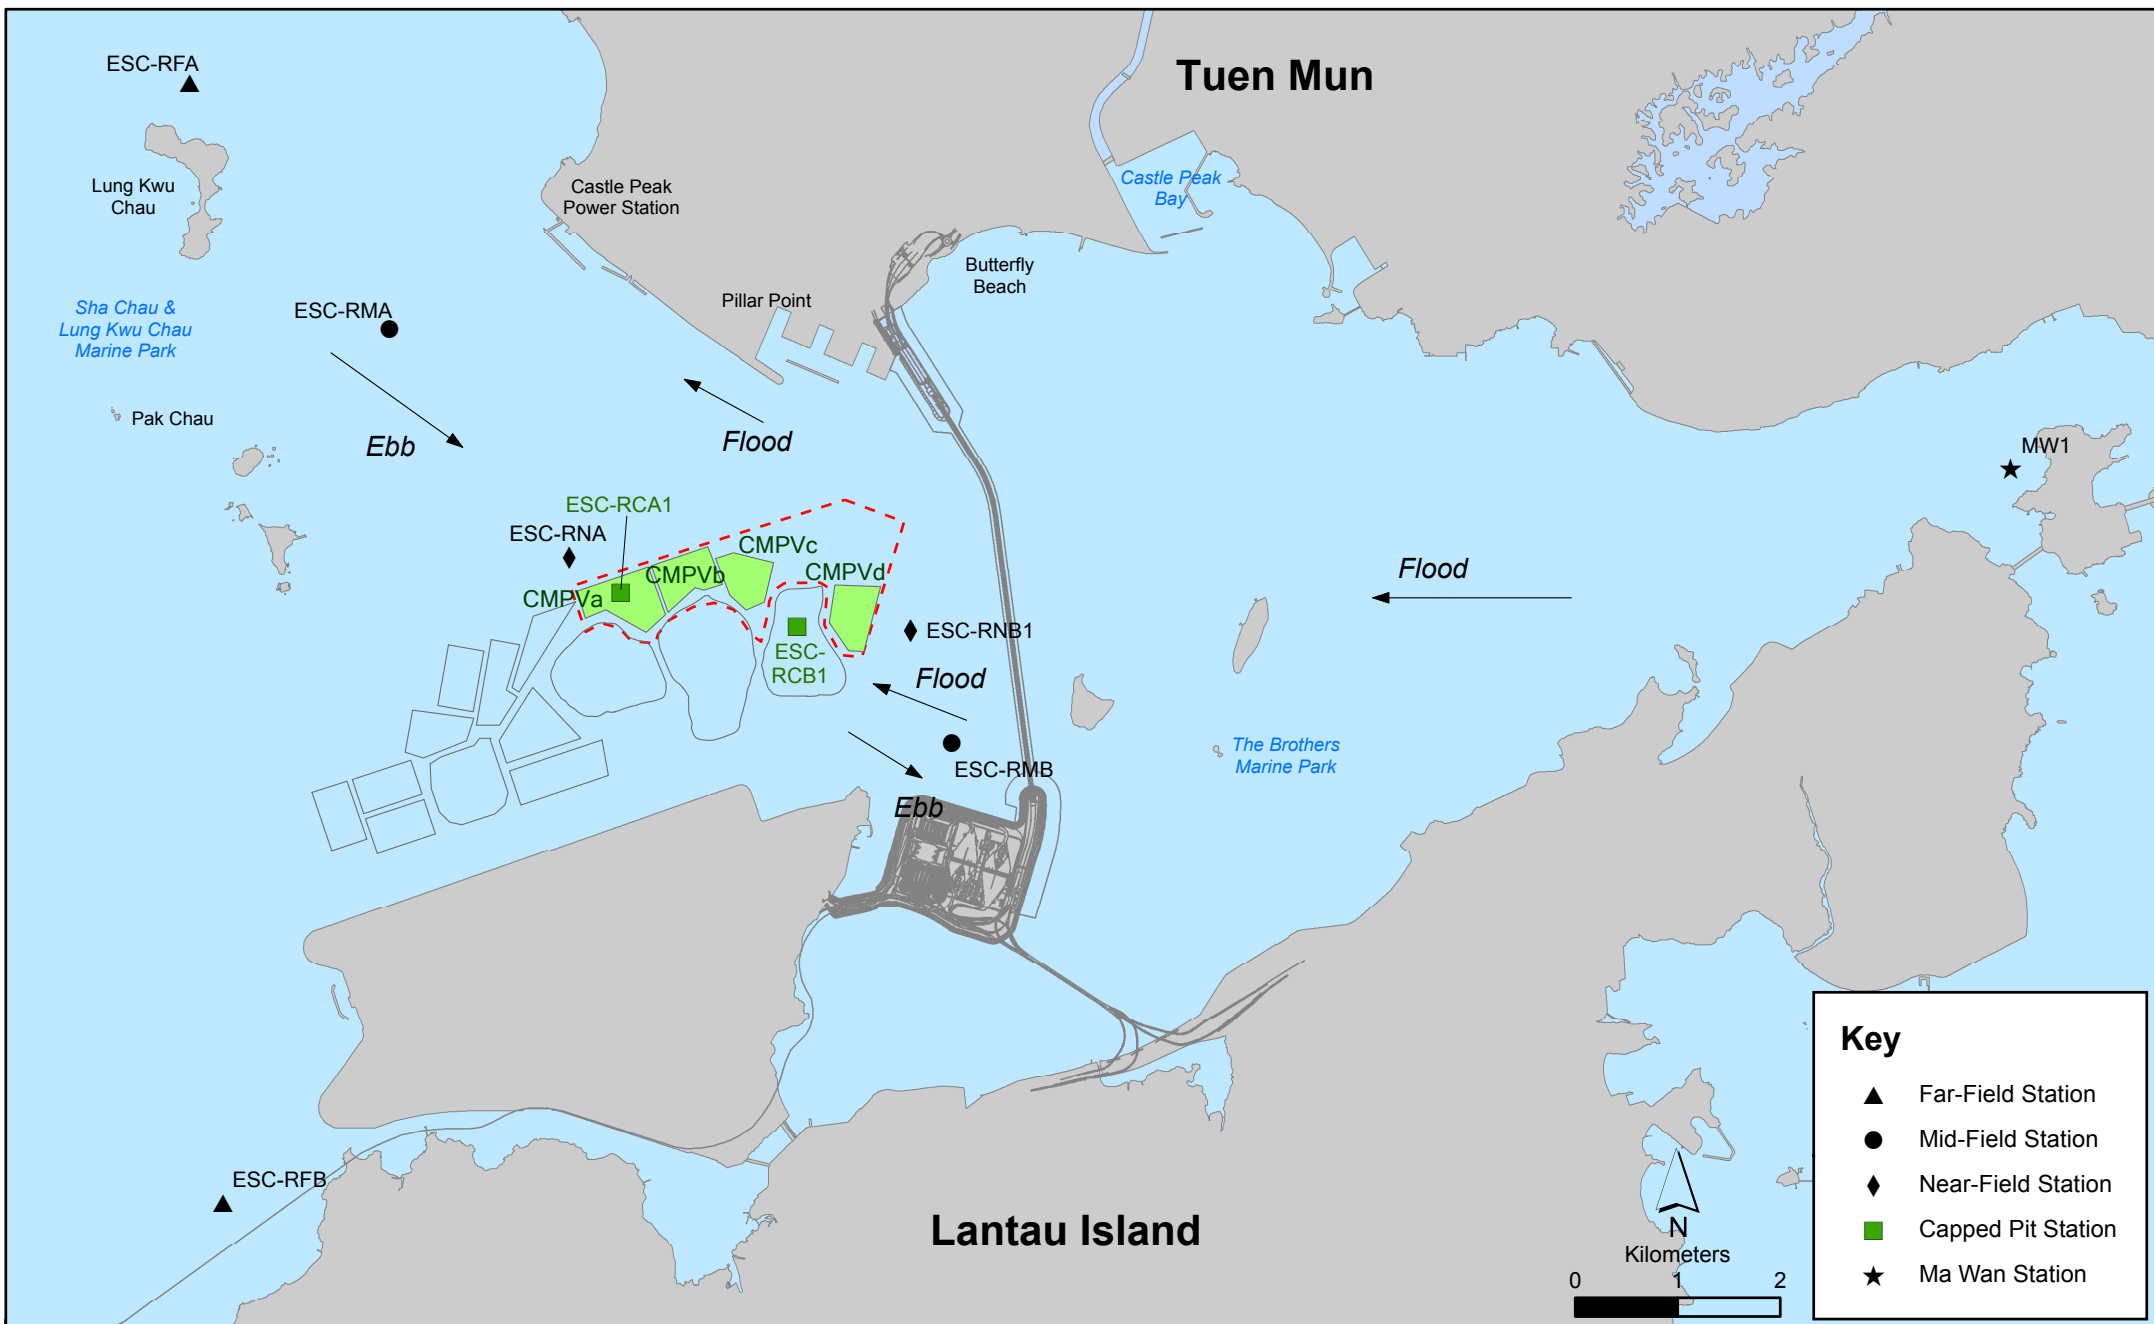 Tuen Mun
ESC-RFA
Castle Peak
Bay
Lung Kwu
Chau
Castle Peak
Power Station
Butterfly
Beach
Pillar Point
Sha Chau &
Lung Kwu Chau
Marine Park
ESC-RMA
Pak Chau
Ebb
Flood
MW1
ESC-RCA1
ESC-RNA
CMPVc
CMPVb
CMPVd
CMPVa
Flood
ESC-RNB1
ESC-
RCB1
Flood
The Brothers
Marine Park
ESC-RMB
Ebb
ESC-RFB
Lantau Island
N
Kilometers
0 1 2
Key
Far-Field Station
Mid-Field Station
Near-Field Station
Capped Pit Station
Ma Wan Station